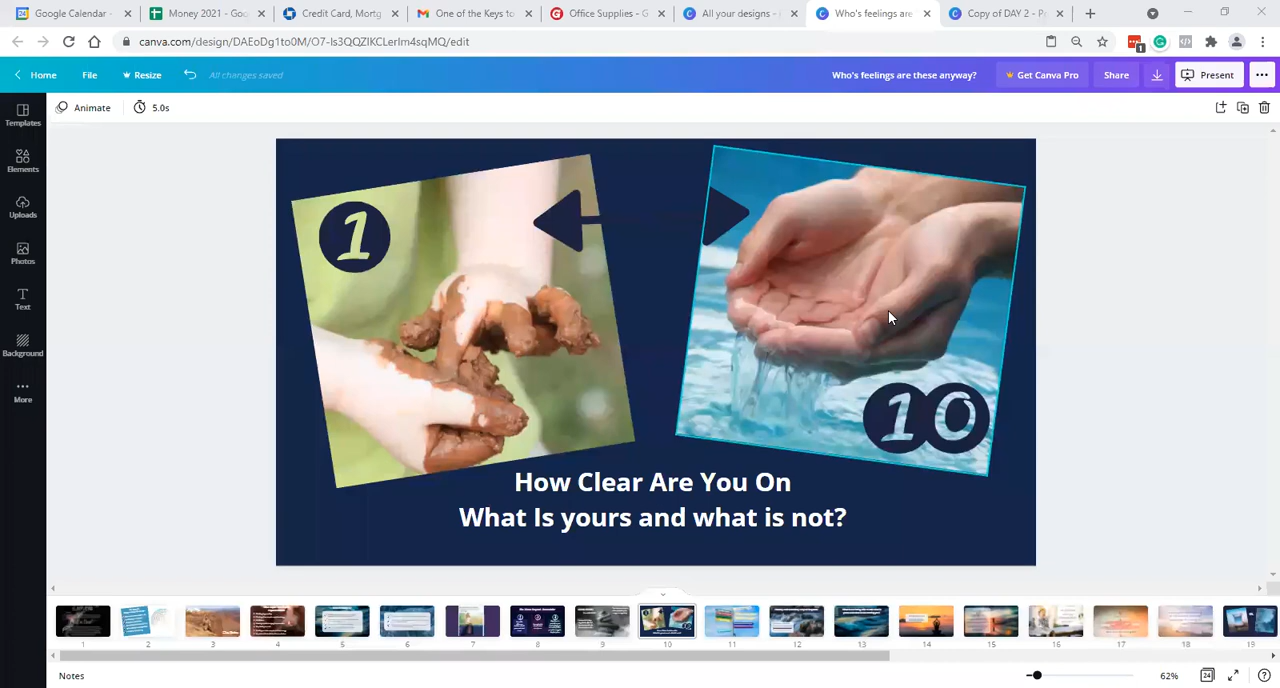 Google Calendar -
Money 2021 - Goo
Credit Card, Mortg
One of the Keys to
Office Supplies - G
All your designs -
Who's feelings are
Copy of DAY 2 - P
canva.com/design/DAEoDg1to0M/O7-Is3QQZIKCLerIm4sqMQ/edit
1
Home
File
Resize
All changes saved
Who's feelings are these anyway?
Get Canva Pro
Share
Present
Templates
Elements
Uploads
Photos
Text
Background
More
Animate
5.0s
1
10
How Clear Are You On
What Is yours and what is not?
1
2
3
4
5
6
7
8
9
10
11
12
13
14
15
16
17
18
19
Notes
62%
24